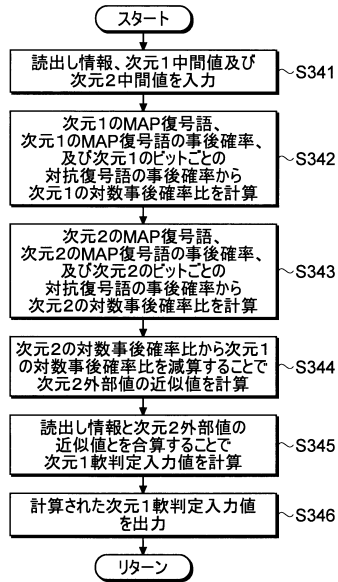 スタート
読出し情報、次元1中間値及び
次元2中間値を入力
S341
次元1のMAP復号語、
次元1のMAP復号語の事後確率、
及び次元1のビットごとの
対抗復号語の事後確率から
次元1の対数事後確率比を計算
S342
次元2のMAP復号語、
次元2のMAP復号語の事後確率、
及び次元2のビットごとの
対抗復号語の事後確率から
次元2の対数事後確率比を計算
S343
次元2の対数事後確率比から次元1
の対数事後確率比を減算することで
次元2外部値の近似値を計算
S344
読出し情報と次元2外部値の
近似値とを合算することで
次元1軟判定入力値を計算
S345
計算された次元1軟判定入力値
を出力
S346
リターン